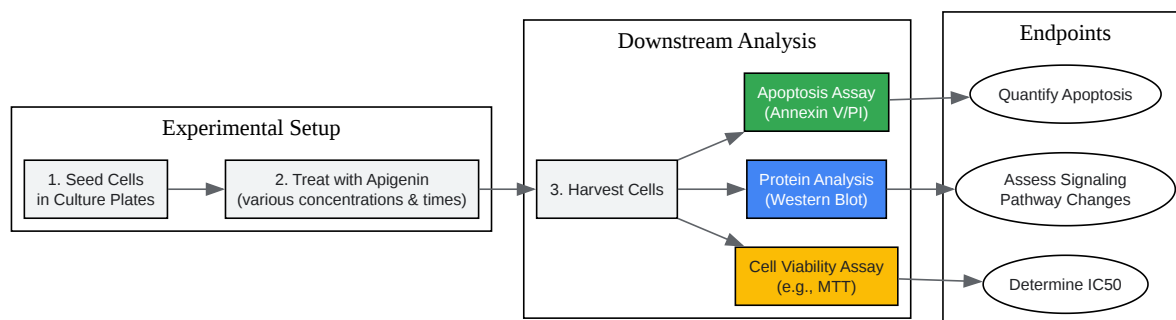 Experimental Setup
1. Seed Cells
in Culture Plates
2. Treat with Apigenin
(various concentrations & times)
Downstream Analysis
3. Harvest Cells
Apoptosis Assay
(Annexin V/PI)
Protein Analysis
(Western Blot)
Cell Viability Assay
(e.g., MTT)
Endpoints
Quantify Apoptosis
Assess Signaling
Pathway Changes
Determine IC50